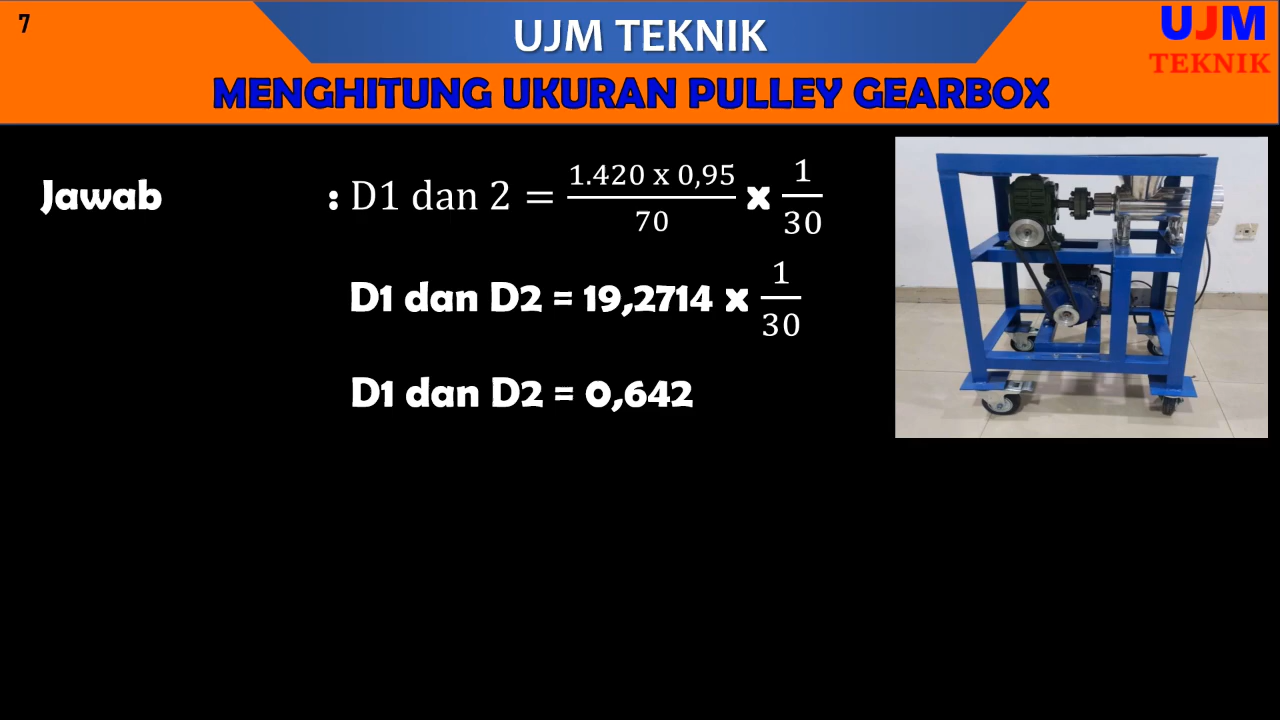 7
UJM TEKNIK
UJM
TEKNIK
MENGHITUNG UKURAN PULLEY GEARBOX
Jawab : D1 dan 2 = 1.420 x 0,95 / 70 x 1/30
D1 dan D2 = 19,2714 x 1/30
D1 dan D2 = 0,642